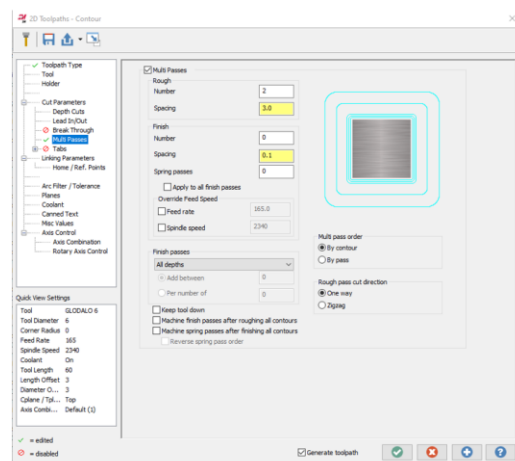 2D Toolpaths - Contour
Toolpath Type
Tool
Holder
Cut Parameters
Depth Cuts
Lead In/Out
Break Through
Multi Passes
Tabs
Linking Parameters
Home / Ref. Points
Arc Filter / Tolerance
Planes
Coolant
Canned Text
Misc Values
Axis Control
Axis Combination
Rotary Axis Control
Quick View Settings
Tool GLODALO 6
Tool Diameter 6
Corner Radius 0
Feed Rate 165
Spindle Speed 2340
Coolant On
Tool Length 60
Length Offset 3
Diameter O... 3
Cplane / Tpl... Top
Axis Combi... Default (1)
= edited
= disabled
Multi Passes
Rough
Number 2
Spacing 3.0
Finish
Number 0
Spacing 0.1
Spring passes 0
Apply to all finish passes
Override Feed Speed
Feed rate 165.0
Spindle speed 2340
Finish passes
All depths
Add between 0
Per number of 0
Keep tool down
Machine finish passes after roughing all contours
Machine spring passes after finishing all contours
Reverse spring pass order
Multi pass order
By contour
By pass
Rough pass cut direction
One way
Zigzag
Generate toolpath